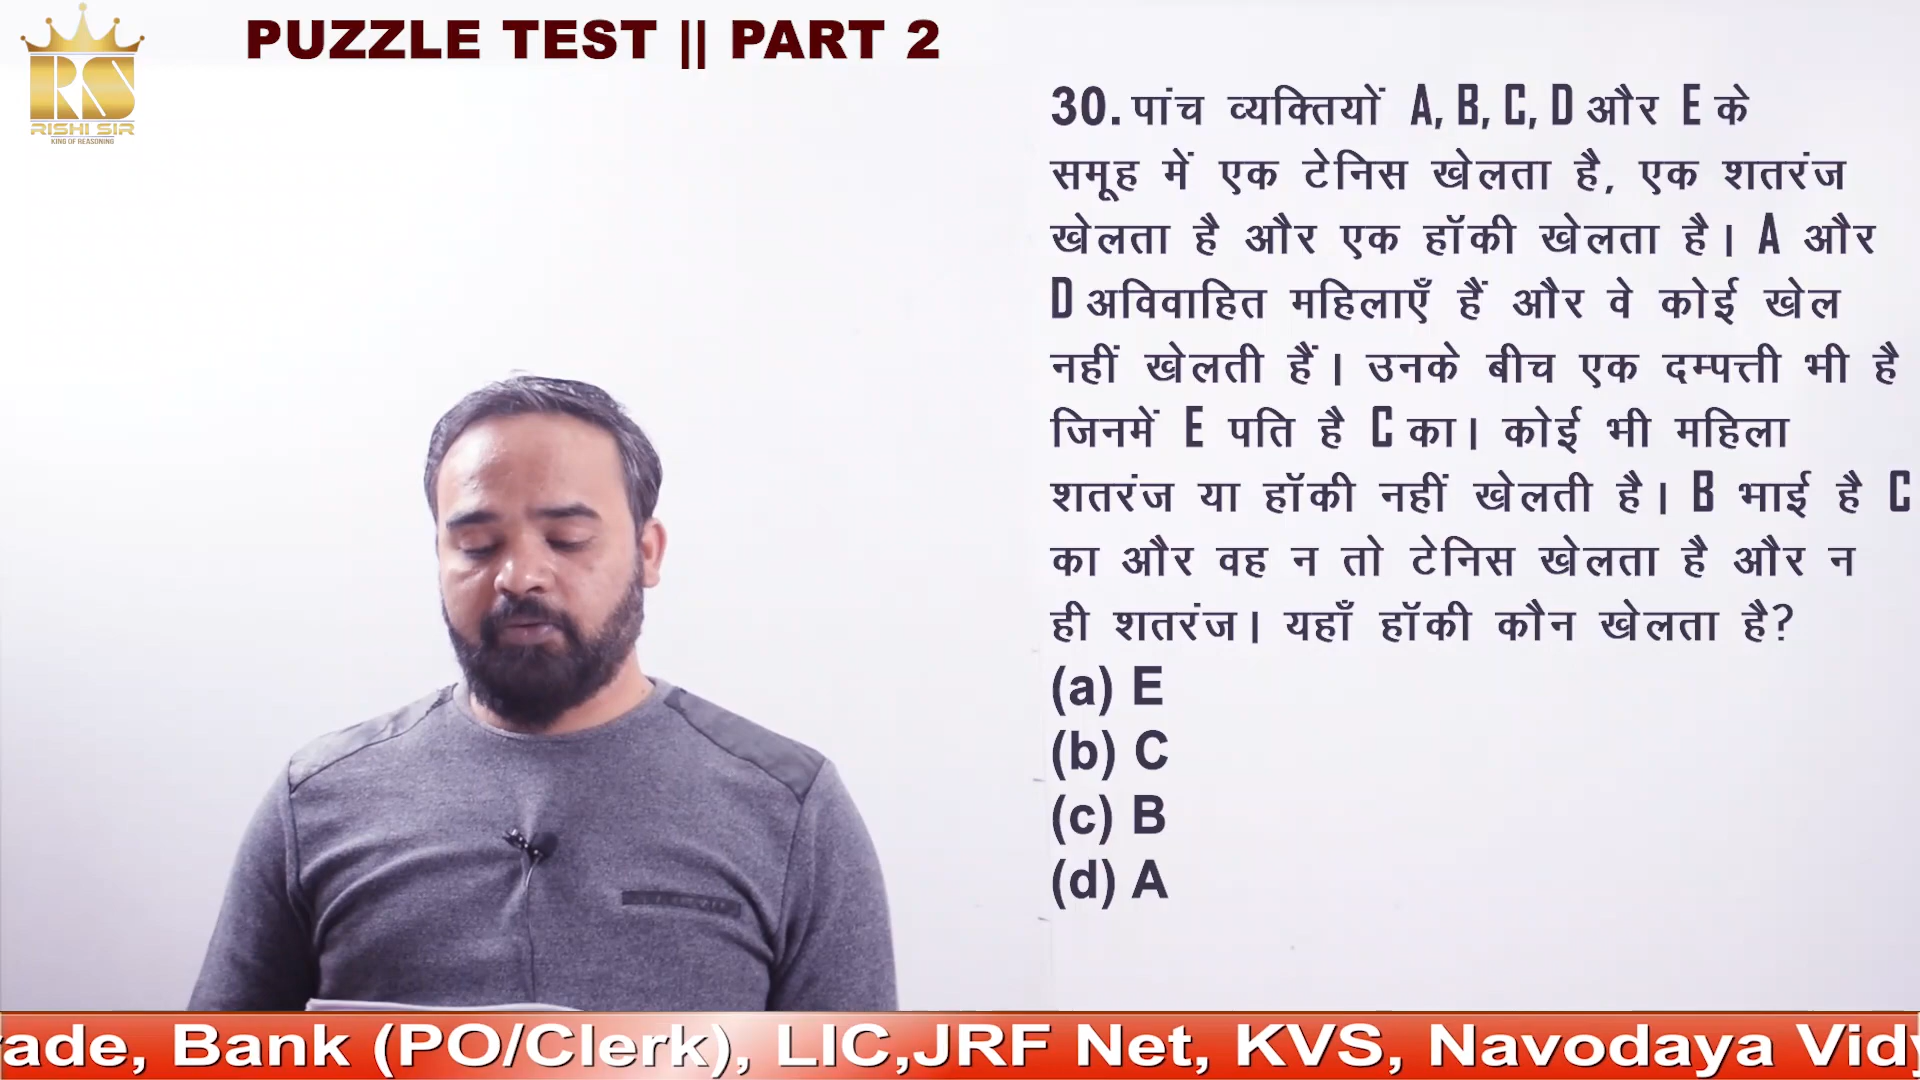 PUZZLE TEST || PART 2
RS
RISHI SIR
KING OF REASONING
30. पांच व्यक्तियों A, B, C, D और E के
समूह में एक टेनिस खेलता है, एक शतरंज
खेलता है और एक हॉकी खेलता है। A और
D अविवाहित महिलाएँ हैं और वे कोई खेल
नहीं खेलती हैं। उनके बीच एक दम्पत्ती भी है
जिनमें E पति है C का। कोई भी महिला
शतरंज या हॉकी नहीं खेलती है। B भाई है C
का और वह न तो टेनिस खेलता है और न
ही शतरंज। यहाँ हॉकी कौन खेलता है?
(a) E
(b) C
(c) B
(d) A
ade, Bank (PO/Clerk), LIC,JRF Net, KVS, Navodaya Vidy